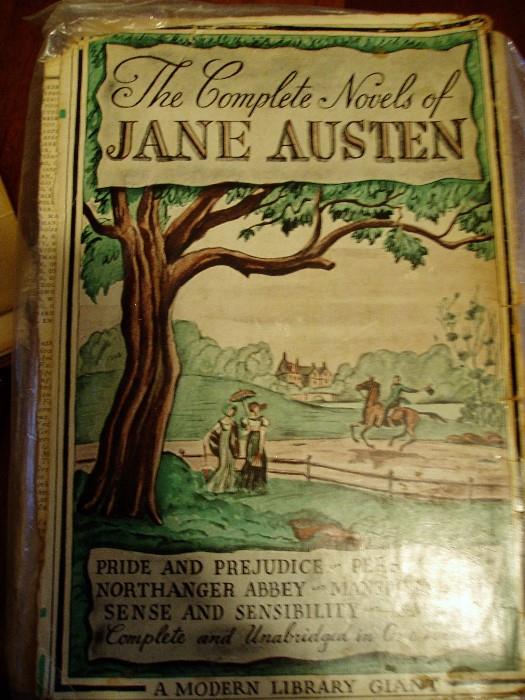 The Complete Novels of
JANE AUSTEN
PRIDE AND PREJUDICE
NORTHANGER ABBEY
SENSE AND SENSIBILITY
Complete and Unabridged in
A MODERN LIBRARY GIANT